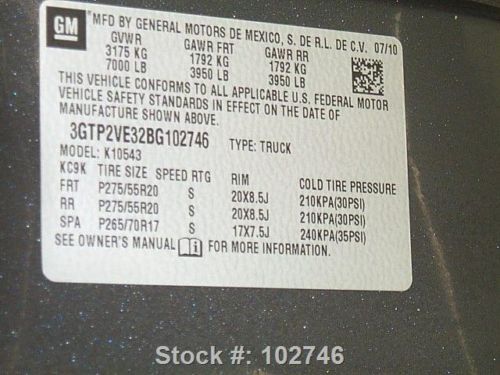 GM
MFD BY GENERAL MOTORS DE MEXICO, S. DE R.L. DE C.V. 07/10
GVWR GAWR FRT GAWR RR
3175 KG 1792 KG 1792 KG
7000 LB 3950 LB 3950 LB
THIS VEHICLE CONFORMS TO ALL APPLICABLE U.S. FEDERAL MOTOR
VEHICLE SAFETY STANDARDS IN EFFECT ON THE DATE OF
MANUFACTURE SHOWN ABOVE.
3GTP2VE32BG102746 TYPE: TRUCK
MODEL: K10543
KC9K TIRE SIZE SPEED RTG RIM COLD TIRE PRESSURE
FRT P275/55R20 S 20X8.5J 210KPA(30PSI)
RR P275/55R20 S 20X8.5J 210KPA(30PSI)
SPA P265/70R17 S 17X7.5J 240KPA(35PSI)
SEE OWNER'S MANUAL FOR MORE INFORMATION.
Stock #: 102746